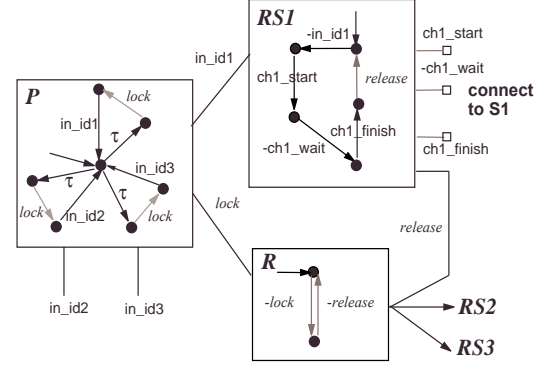 RS1
-in_id1
ch1_start
release
ch1_finish
-ch1_wait
in_id1
ch1_start
-ch1_wait
connect
to S1
ch1_finish
P
lock
in_id1
τ
in_id3
τ
τ
lock
in_id2
lock
lock
release
R
-lock
-release
in_id2
in_id3
RS2
RS3